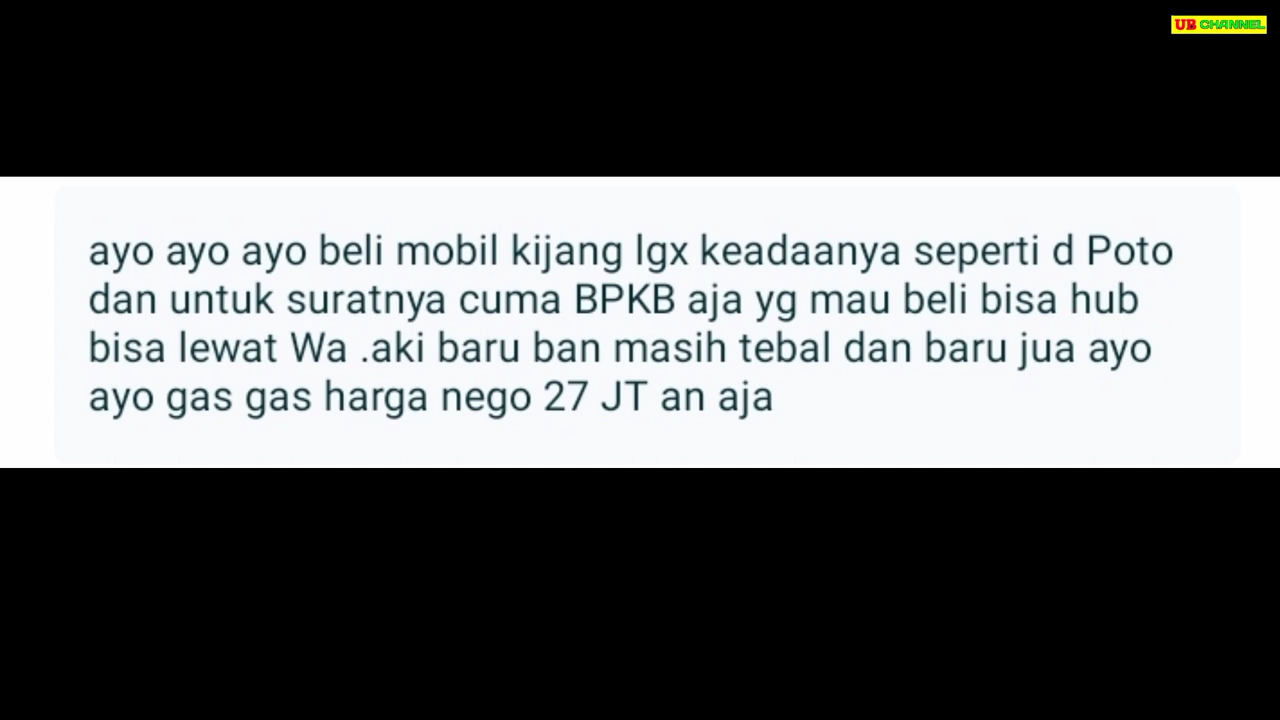 UB CHANNEL
ayo ayo ayo beli mobil kijang lgx keadaanya seperti d Poto
dan untuk suratnya cuma BPKB aja yg mau beli bisa hub
bisa lewat Wa .aki baru ban masih tebal dan baru jua ayo
ayo gas gas harga nego 27 JT an aja